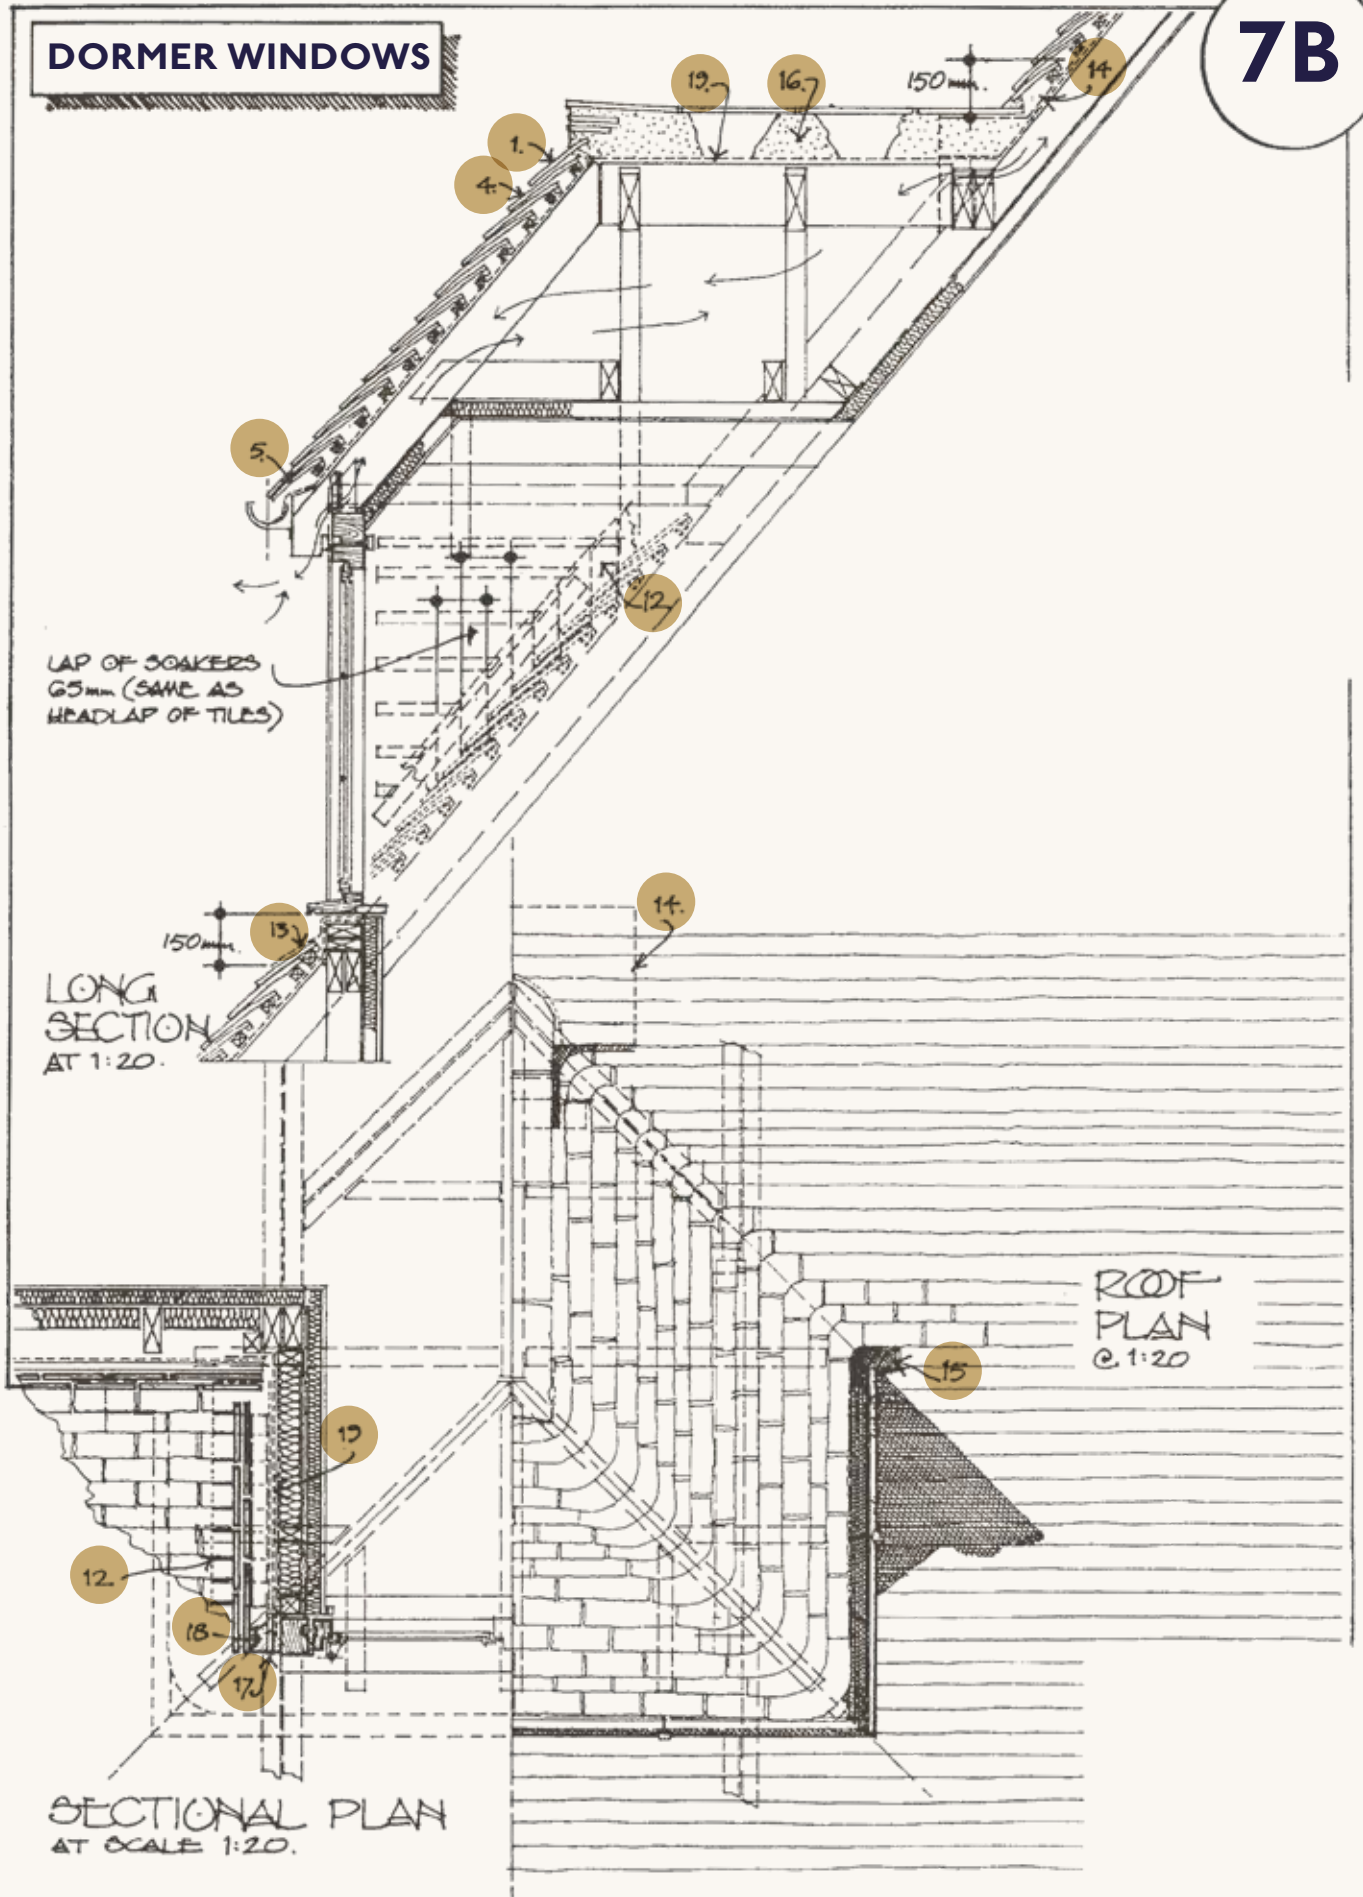 DORMER WINDOWS
7B
19.
16.
150mm.
14
1.
4.
5.
12
LAP OF SOAKERS
65mm (SAME AS
HEADLAP OF TILES)
14.
13
150mm.
LONG
SECTION
AT 1:20.
ROOF
PLAN
@ 1:20
15
19
12
18
17
SECTIONAL PLAN
AT SCALE 1:20.